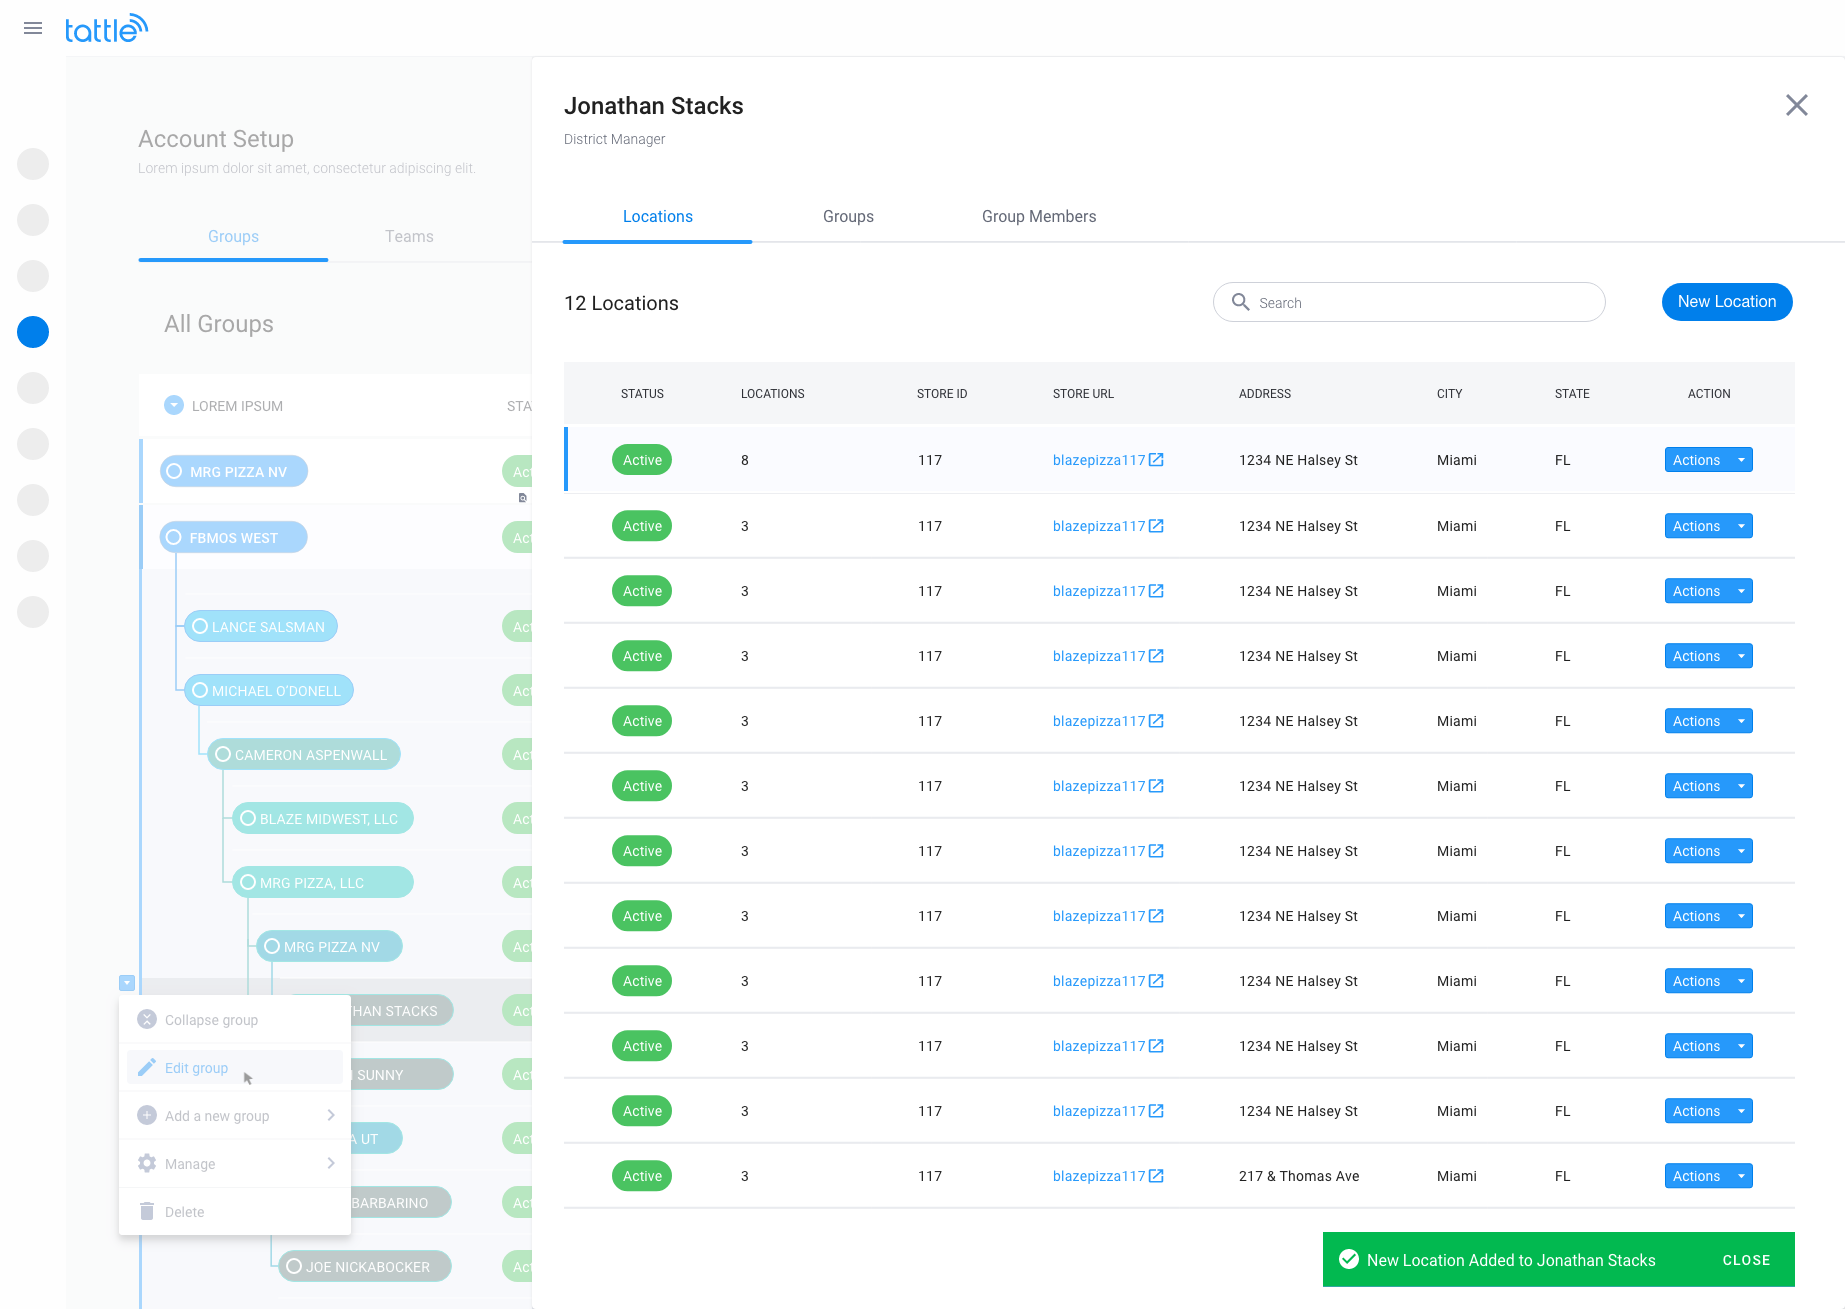 tattle
Account Setup
Lorem ipsum dolor sit amet, consectetur adipiscing elit.
Groups Teams
All Groups
LOREM IPSUM STA
MRG PIZZA NV Act
FBMOS WEST Act
LANCE SALSMAN Act
MICHAEL O'DONELL Act
CAMERON ASPENWALL Act
BLAZE MIDWEST, LLC Act
MRG PIZZA, LLC Act
MRG PIZZA NV Act
HAN STACKS Act
SUNNY Act
A UT Act
BARBARINO Act
JOE NICKABOCKER Act
Collapse group
Edit group
Add a new group
Manage
Delete
Jonathan Stacks
District Manager
Locations Groups Group Members
12 Locations Search New Location
STATUS LOCATIONS STORE ID STORE URL ADDRESS CITY STATE ACTION
Active 8 117 blazepizza117 1234 NE Halsey St Miami FL Actions
Active 3 117 blazepizza117 1234 NE Halsey St Miami FL Actions
Active 3 117 blazepizza117 1234 NE Halsey St Miami FL Actions
Active 3 117 blazepizza117 1234 NE Halsey St Miami FL Actions
Active 3 117 blazepizza117 1234 NE Halsey St Miami FL Actions
Active 3 117 blazepizza117 1234 NE Halsey St Miami FL Actions
Active 3 117 blazepizza117 1234 NE Halsey St Miami FL Actions
Active 3 117 blazepizza117 1234 NE Halsey St Miami FL Actions
Active 3 117 blazepizza117 1234 NE Halsey St Miami FL Actions
Active 3 117 blazepizza117 1234 NE Halsey St Miami FL Actions
Active 3 117 blazepizza117 1234 NE Halsey St Miami FL Actions
Active 3 117 blazepizza117 217 & Thomas Ave Miami FL Actions
New Location Added to Jonathan Stacks CLOSE